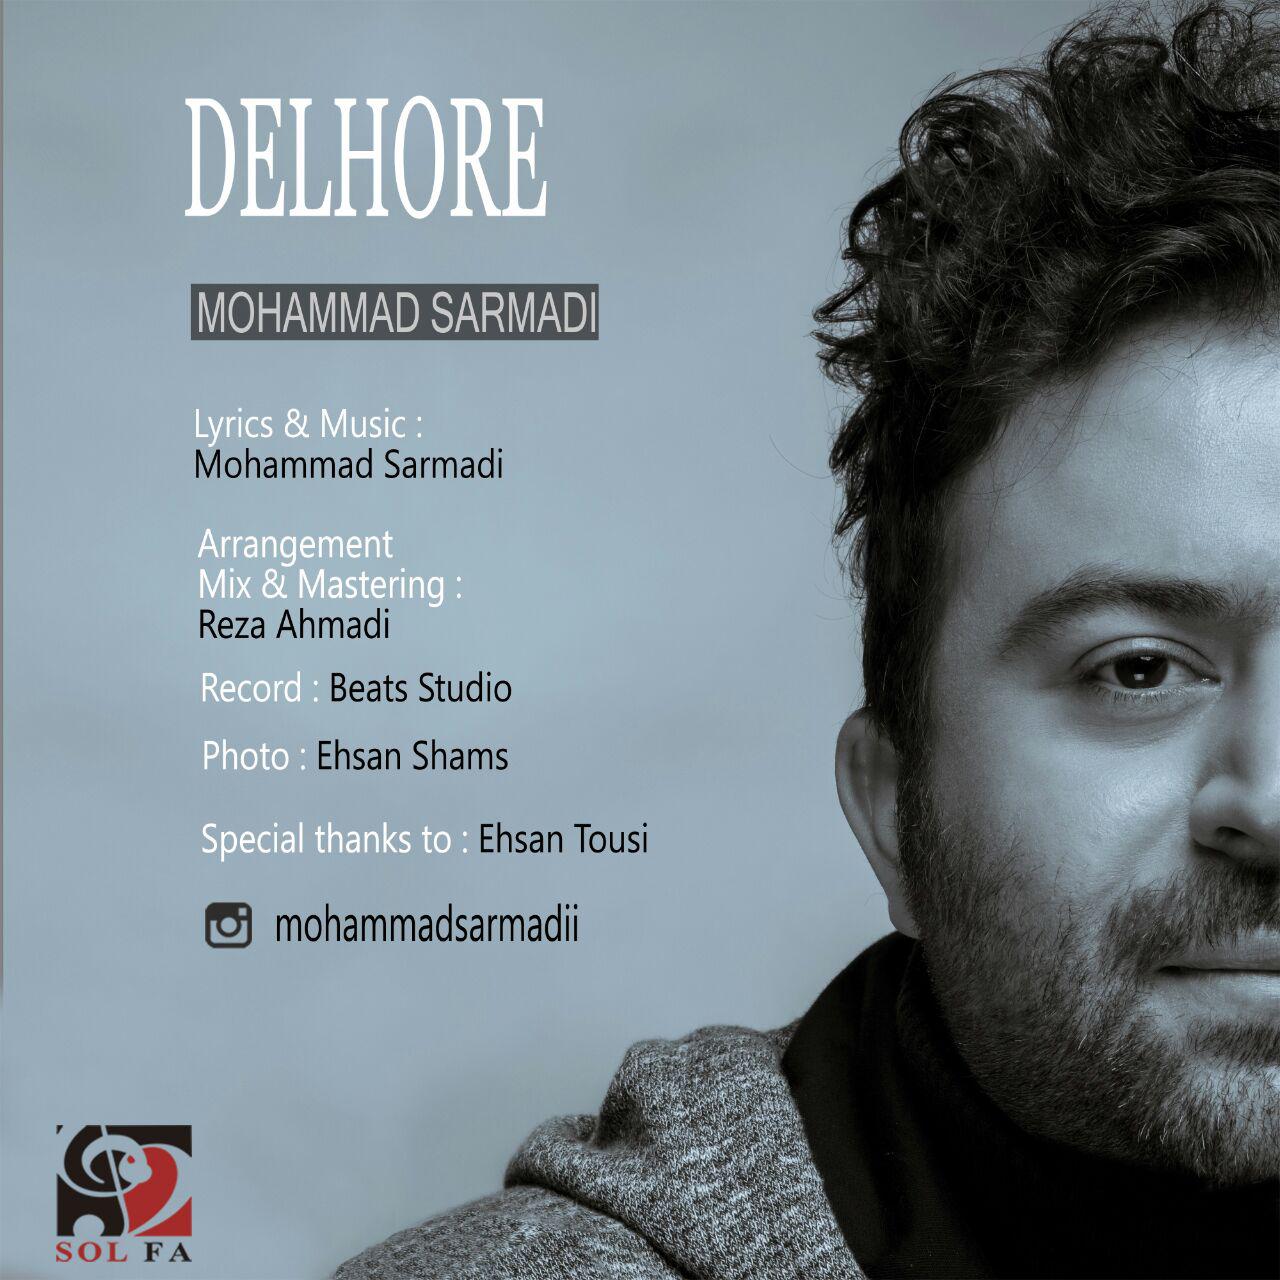 DELHORE
MOHAMMAD SARMADI
Lyrics & Music :
Mohammad Sarmadi
Arrangement
Mix & Mastering :
Reza Ahmadi
Record : Beats Studio
Photo : Ehsan Shams
Special thanks to : Ehsan Tousi
mohammadsarmadii
SOL FA